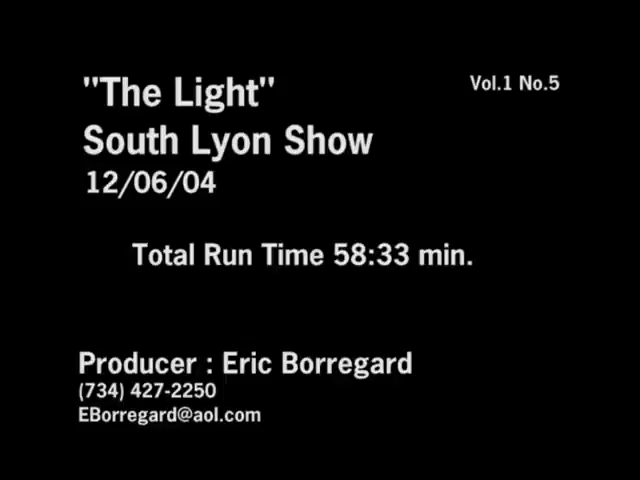 "The Light"
Vol.1 No.5
South Lyon Show
12/06/04
Total Run Time 58:33 min.
Producer : Eric Borregard
(734) 427-2250
EBorregard@aol.com